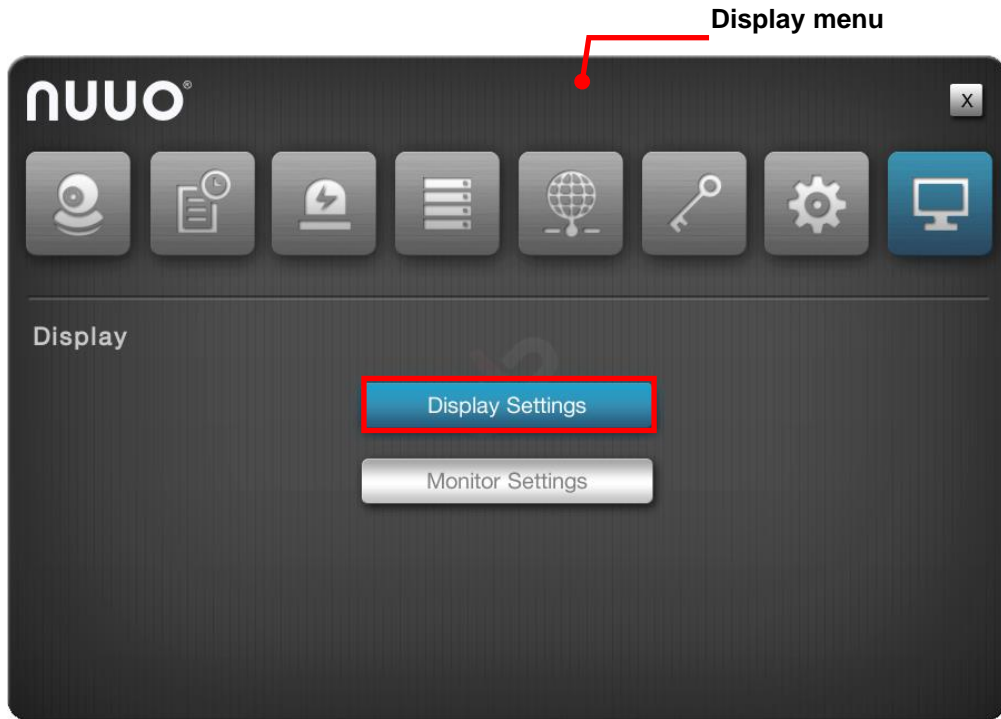 Display menu
nuuo®
X
Display
Display Settings
Monitor Settings